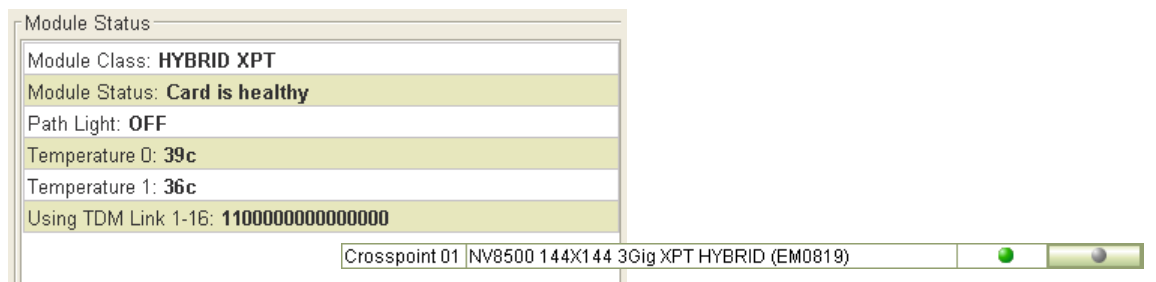 Module Status
Module Class: HYBRID XPT
Module Status: Card is healthy
Path Light: OFF
Temperature 0: 39c
Temperature 1: 36c
Using TDM Link 1-16: 1100000000000000
Crosspoint 01 NV8500 144X144 3Gig XPT HYBRID (EM0819)